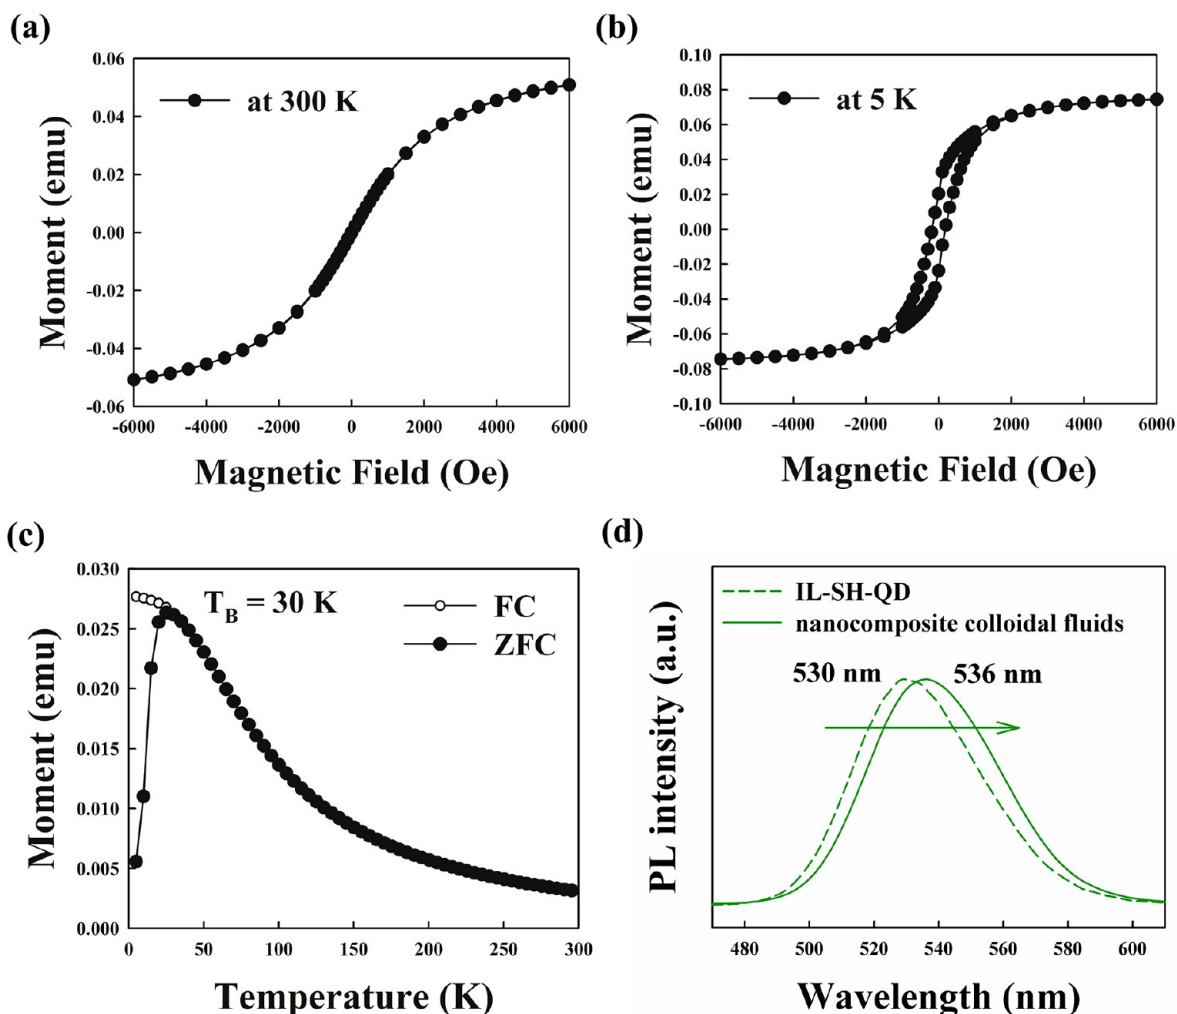 (a)
0.06
0.04
0.02
0.00
-0.02
-0.04
-0.06
at 300 K
Moment (emu)
-6000 -4000 -2000 0 2000 4000 6000
Magnetic Field (Oe)
(b)
0.10
0.08
0.06
0.04
0.02
0.00
-0.02
-0.04
-0.06
-0.08
-0.10
at 5 K
Moment (emu)
-6000 -4000 -2000 0 2000 4000 6000
Magnetic Field (Oe)
(c)
0.030
0.025
0.020
0.015
0.010
0.005
0.000
T_B = 30 K
FC
ZFC
Moment (emu)
0 50 100 150 200 250 300
Temperature (K)
(d)
IL-SH-QD
nanocomposite colloidal fluids
530 nm 536 nm
PL intensity (a.u.)
480 500 520 540 560 580 600
Wavelength (nm)